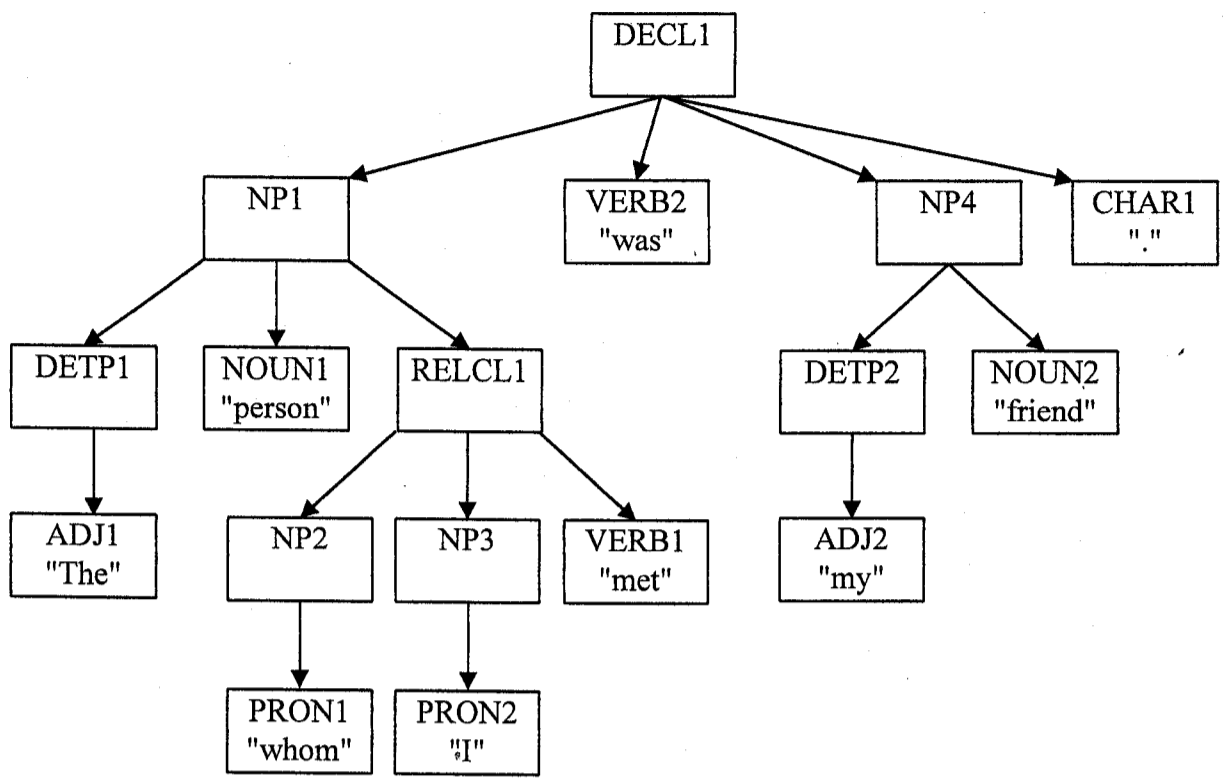 DECL1
NP1
VERB2
"was"
NP4
CHAR1
"."
DETP1
NOUN1
"person"
RELCL1
DETP2
NOUN2
"friend"
ADJ1
"The"
NP2
NP3
VERB1
"met"
ADJ2
"my"
PRON1
"whom"
PRON2
"I"